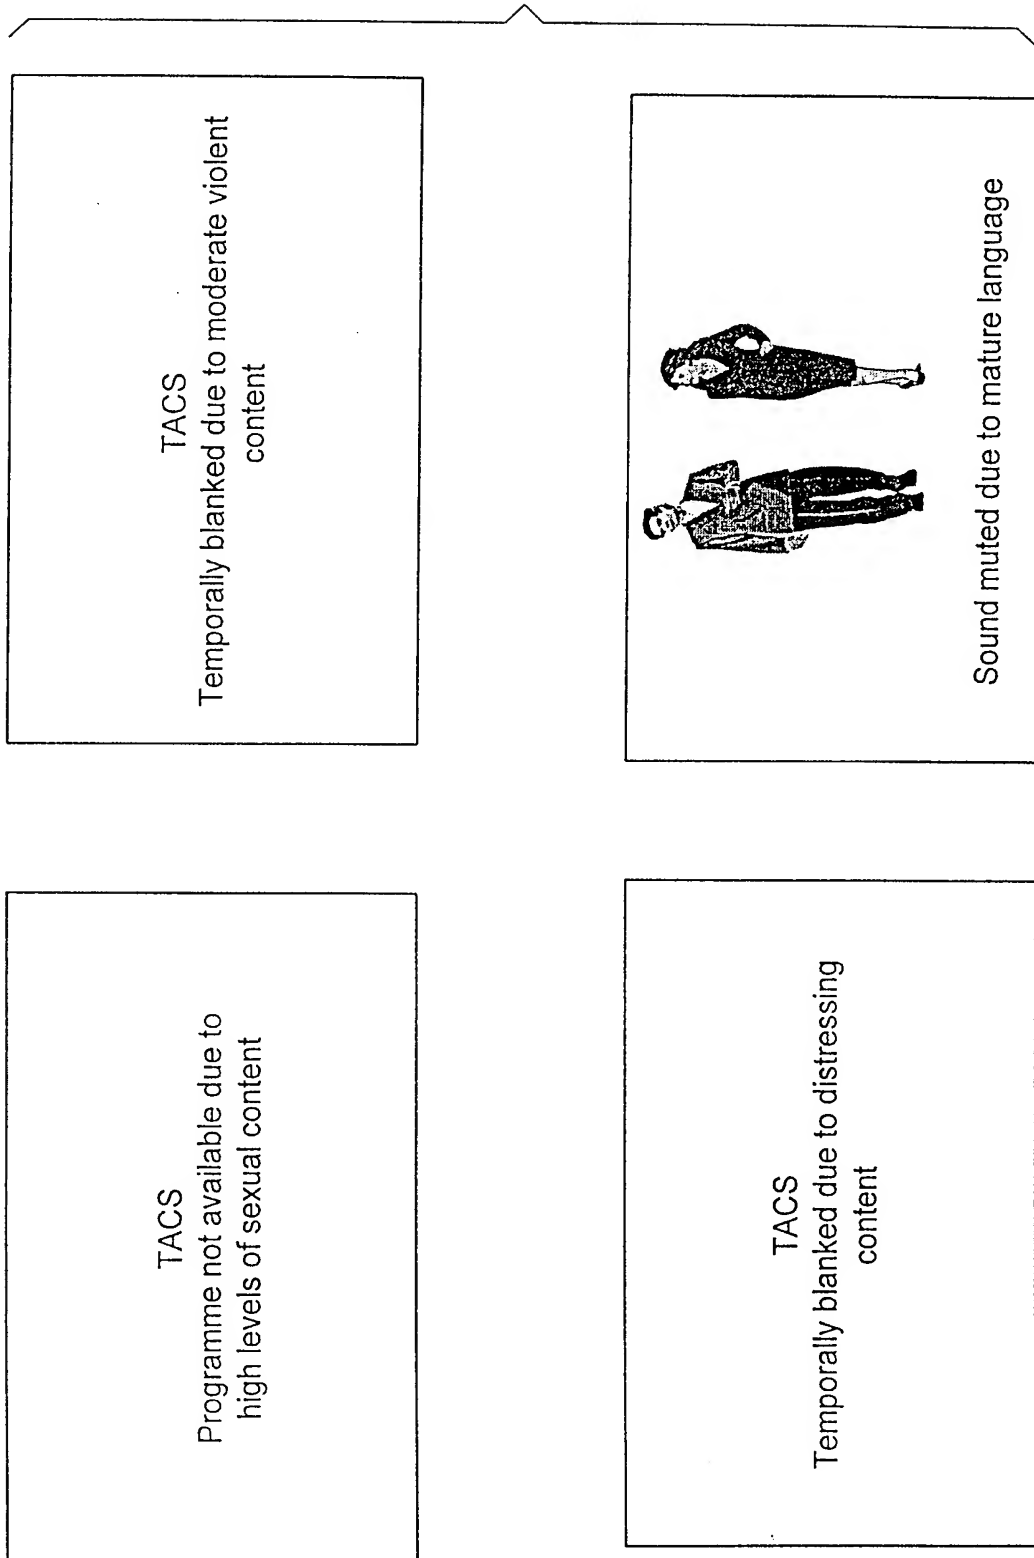 TACS
Programme not available due to
high levels of sexual content
TACS
Temporally blanked due to moderate violent
content
TACS
Temporally blanked due to distressing
content
Sound muted due to mature language